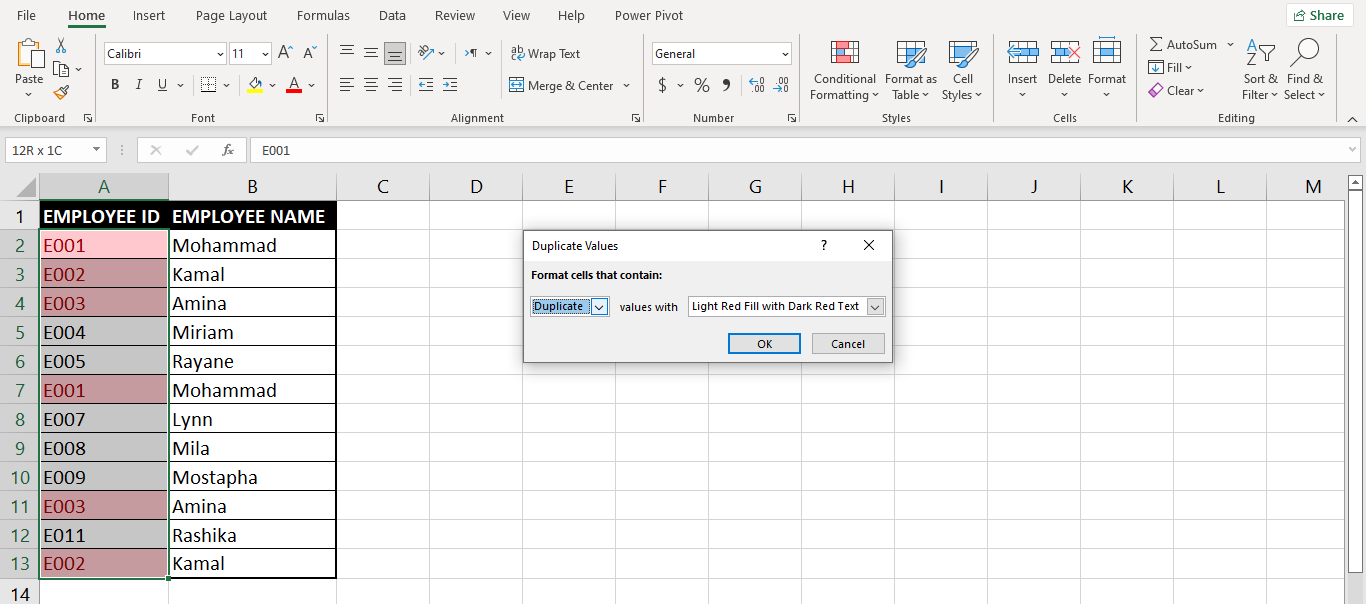 File Home Insert Page Layout Formulas Data Review View Help Power Pivot Share
Calibri 11 A^ A˅ ab Wrap Text General AutoSum
Paste Conditional Formatting Format as Table Cell Styles Insert Delete Format Fill Sort & Filter Find & Select
B I U A Merge & Center $ % 9 .00 .00 Clear
Clipboard Font Alignment Number Styles Cells Editing
12R x 1C fx E001
A B C D E F G H I J K L M
1 EMPLOYEE ID EMPLOYEE NAME
2 E001 Mohammad
3 E002 Kamal
4 E003 Amina
5 E004 Miriam
6 E005 Rayane
7 E001 Mohammad
8 E007 Lynn
9 E008 Mila
10 E009 Mostapha
11 E003 Amina
12 E011 Rashika
13 E002 Kamal
14
Duplicate Values ?
Format cells that contain:
Duplicate values with Light Red Fill with Dark Red Text
OK Cancel